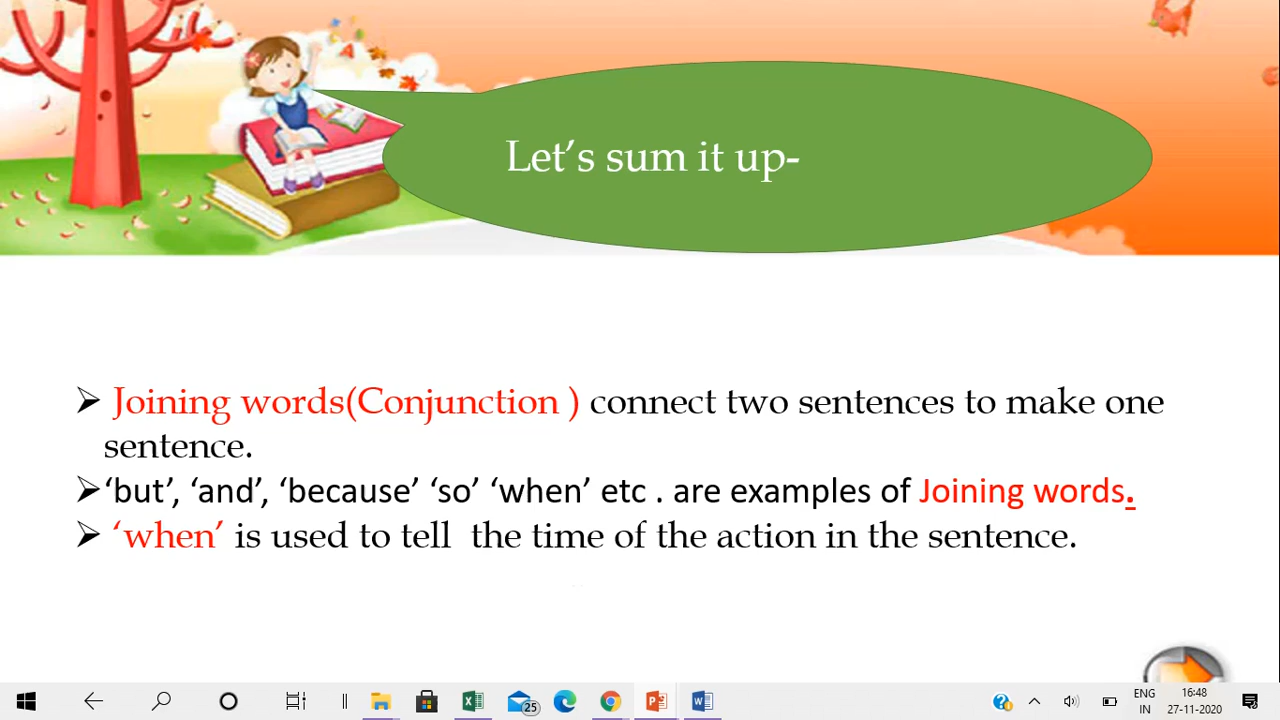 Let’s sum it up-
➢ Joining words(Conjunction ) connect two sentences to make one
sentence.
➢‘but’, ‘and’, ‘because’ ‘so’ ‘when’ etc . are examples of Joining words.
➢ ‘when’ is used to tell  the time of the action in the sentence.
25
ENG
IN
16:48
27-11-2020